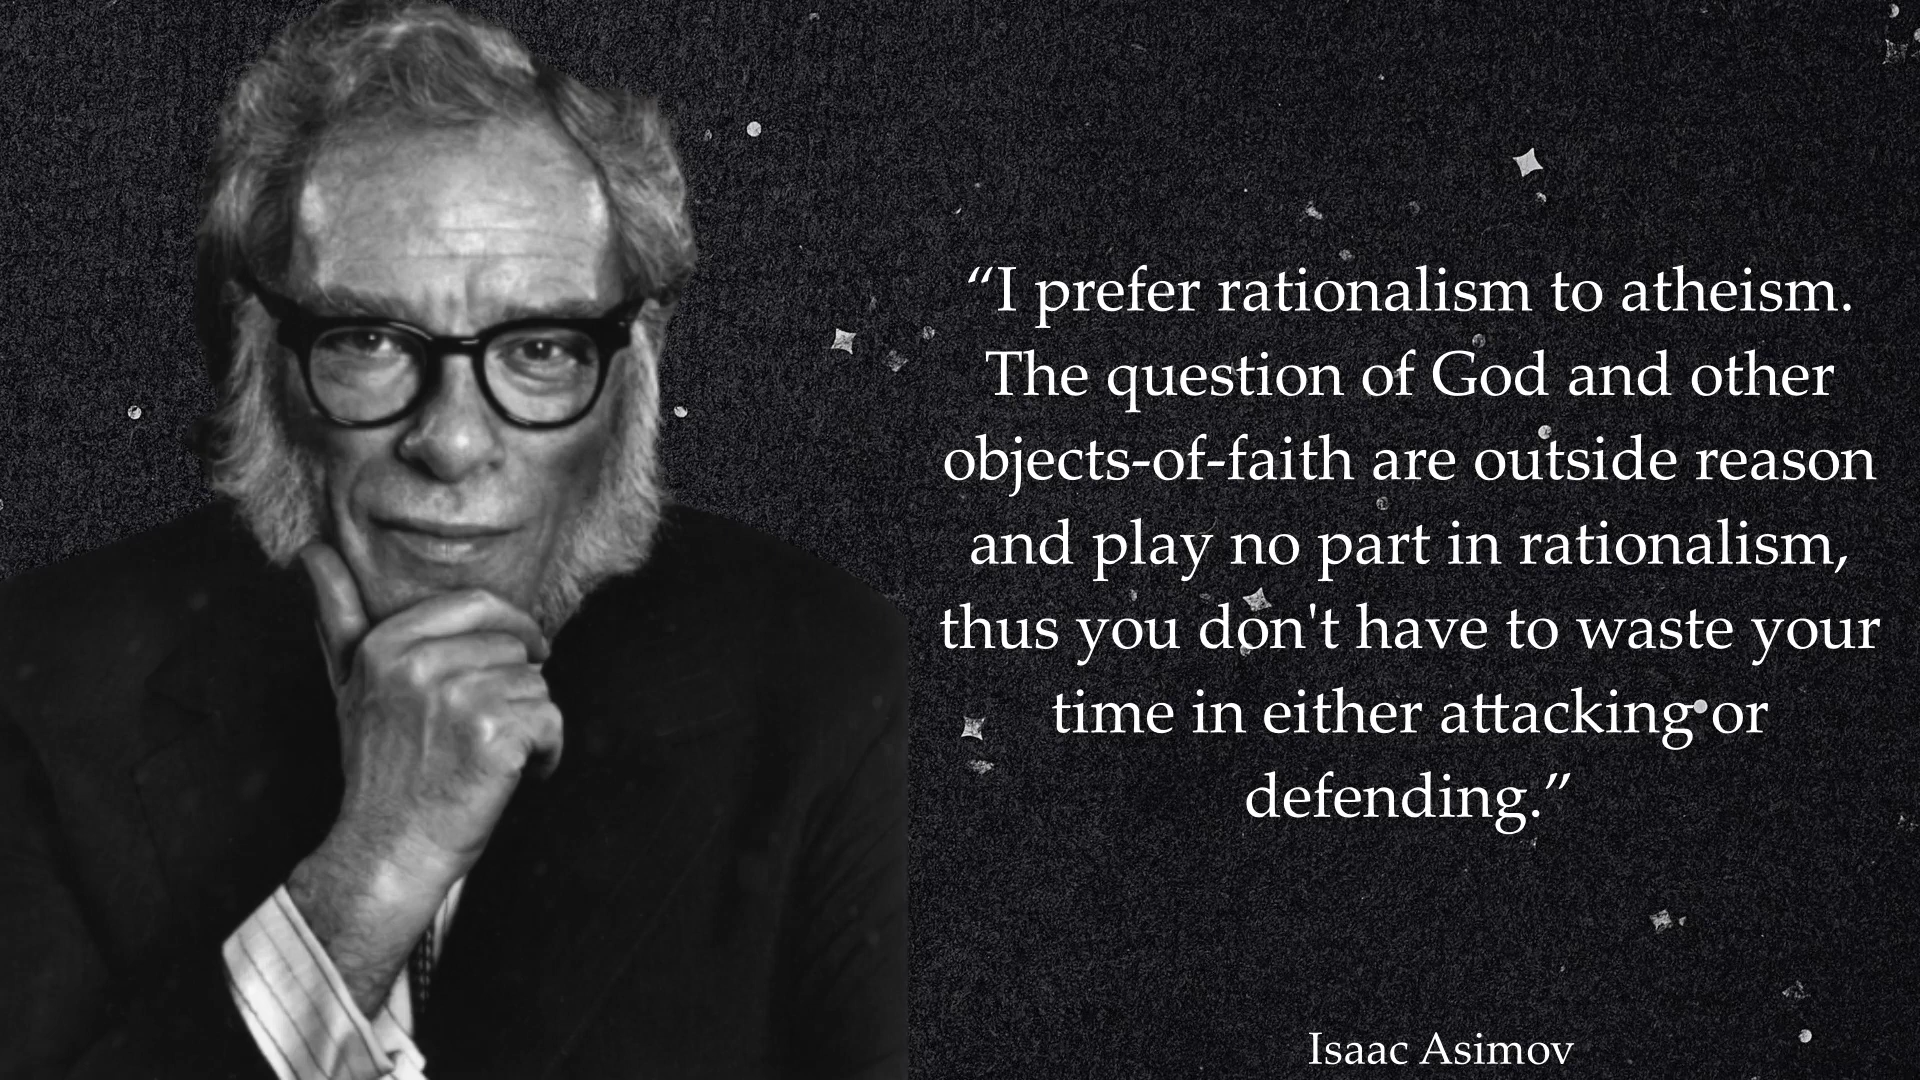 “I prefer rationalism to atheism.
The question of God and other
objects-of-faith are outside reason
and play no part in rationalism,
thus you don't have to waste your
time in either attacking or
defending.”
Isaac Asimov